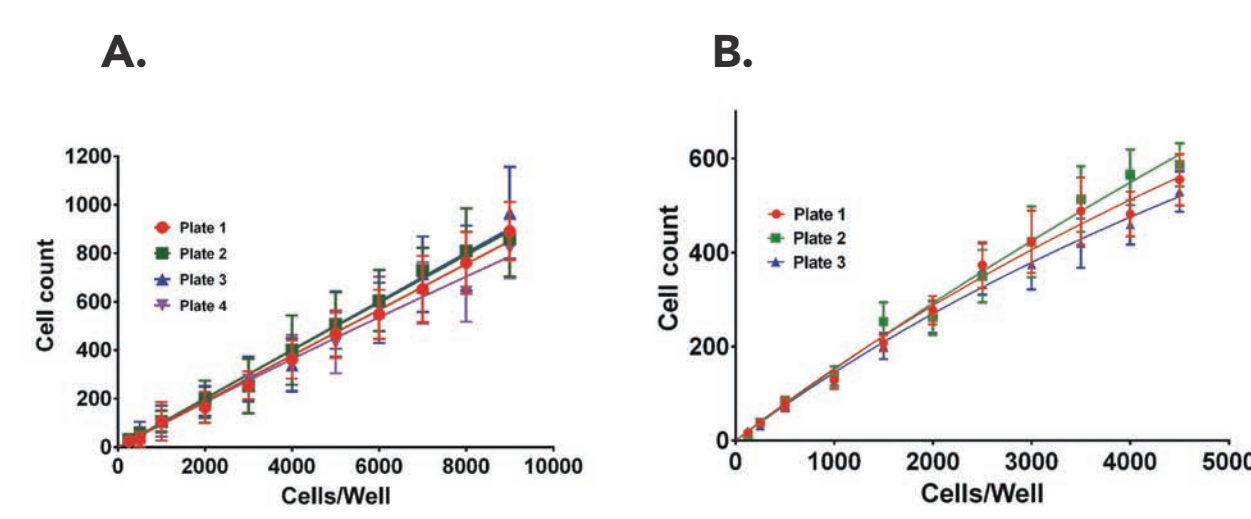 A.
B.
1200
1000
800
600
400
200
0
Cell count
Plate 1
Plate 2
Plate 3
Plate 4
0 2000 4000 6000 8000 10000
Cells/Well
600
400
200
0
Cell count
Plate 1
Plate 2
Plate 3
0 1000 2000 3000 4000 5000
Cells/Well